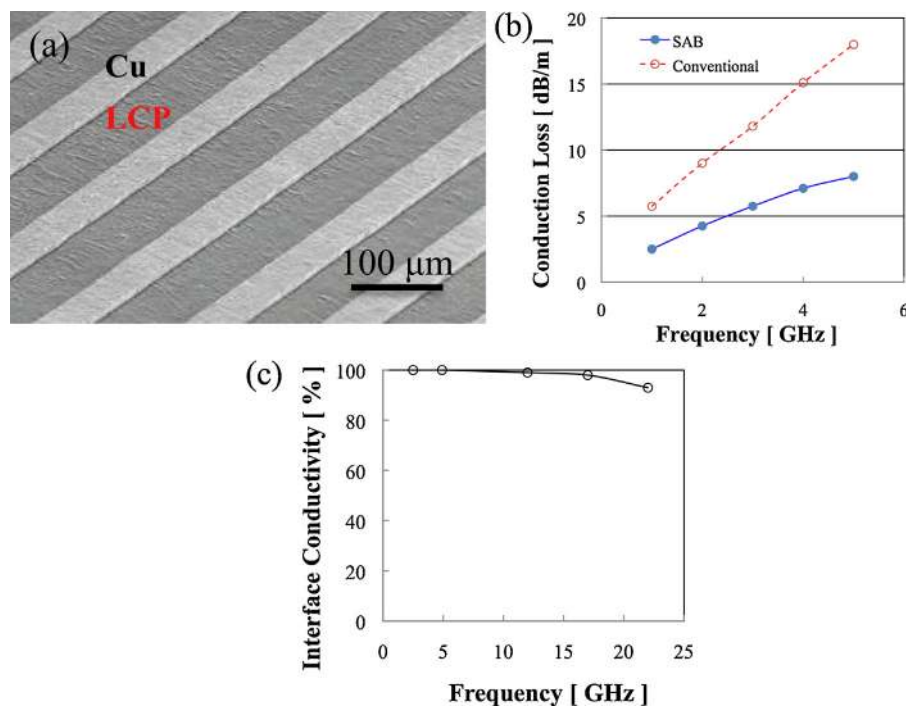 (a)
Cu
LCP
100 μm
(b)
Conduction Loss [ dB/m ]
20
15
10
5
0
SAB
Conventional
0 2 4 6
Frequency [ GHz ]
(c)
Interface Conductivity [ % ]
100
80
60
40
20
0
0 5 10 15 20 25
Frequency [ GHz ]